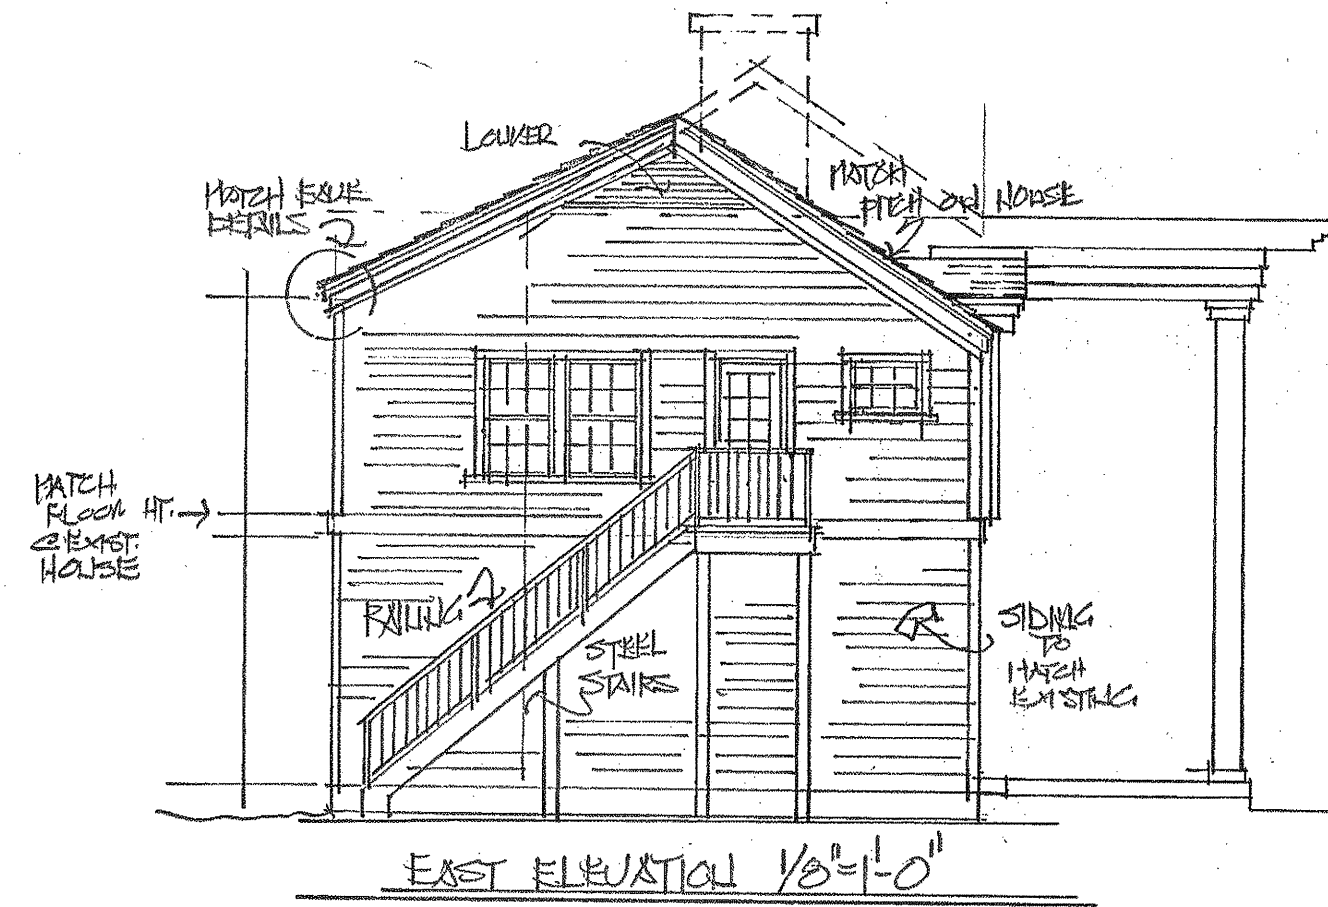 LOUVER
MATCH EAVE
DETAILS
MATCH
PITCH ON HOUSE
MATCH
FLOOR HT.
@ EXIST.
HOUSE
RAILING
STEEL
STAIRS
SIDING
TO
MATCH
EXISTING
EAST ELEVATION 1/8"=1'-0"